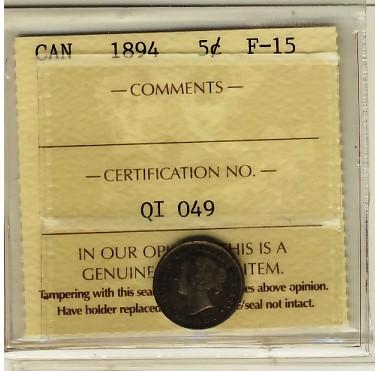 CAN 1894 5¢ F-15
— COMMENTS —
— CERTIFICATION NO. —
QI 049
IN OUR THIS IS A
GENUINE ITEM.
Tampering with this above opinion.
Have holder replaced seal not intact.